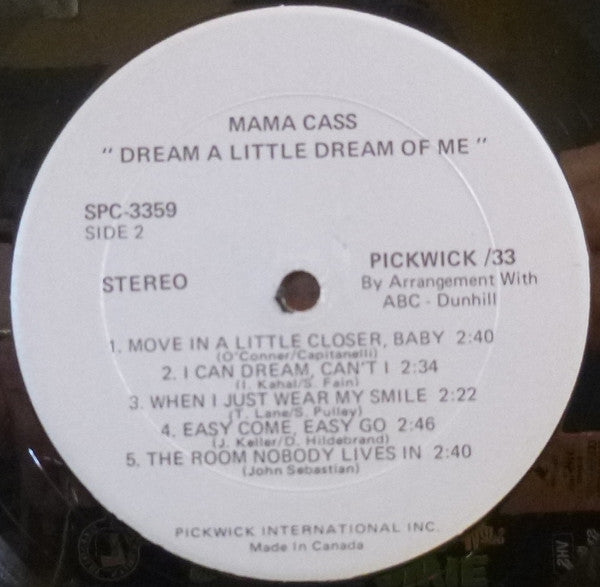 MAMA CASS
" DREAM A LITTLE DREAM OF ME "
SPC-3359
SIDE 2
STEREO
PICKWICK /33
By Arrangement With
ABC - Dunhill
1. MOVE IN A LITTLE CLOSER, BABY 2:40
(O'Conner/Capitanelli)
2. I CAN DREAM, CAN'T I 2:34
(I. Kahal/S. Fain)
3. WHEN I JUST WEAR MY SMILE 2:22
(T. Lane/S. Pulley)
4. EASY COME, EASY GO 2:46
(J. Keller/D. Hildebrand)
5. THE ROOM NOBODY LIVES IN 2:40
(John Sebastian)
PICKWICK INTERNATIONAL INC.
Made In Canada
VHS